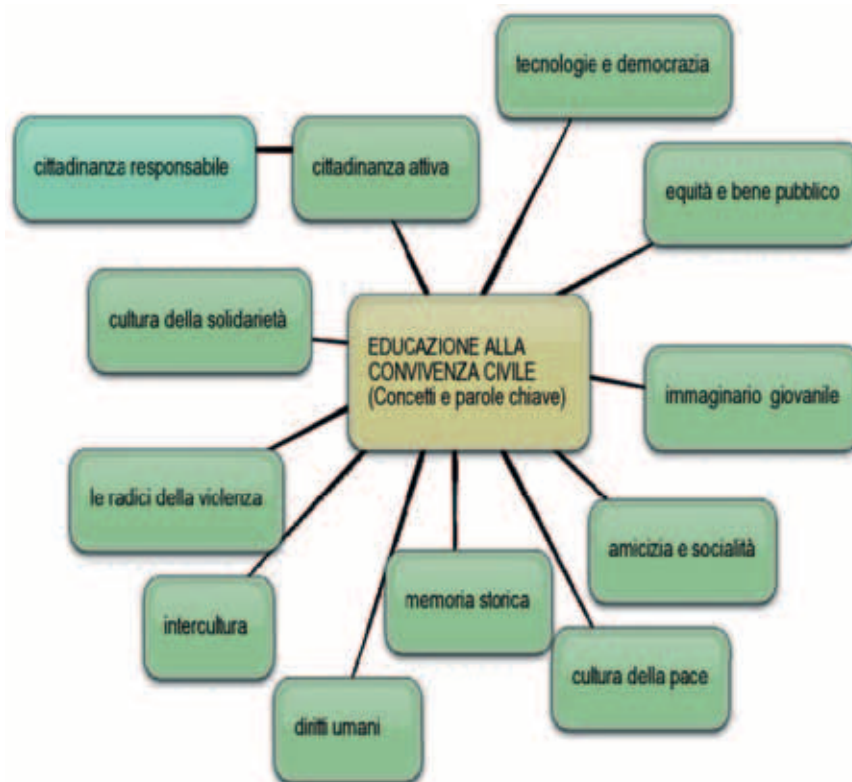 tecnologie e democrazia
cittadinanza responsabile
cittadinanza attiva
equità e bene pubblico
cultura della solidarietà
EDUCAZIONE ALLA
CONVIVENZA CIVILE
(Concetti e parole chiave)
immaginario giovanile
le radici della violenza
amicizia e socialità
memoria storica
intercultura
cultura della pace
diritti umani